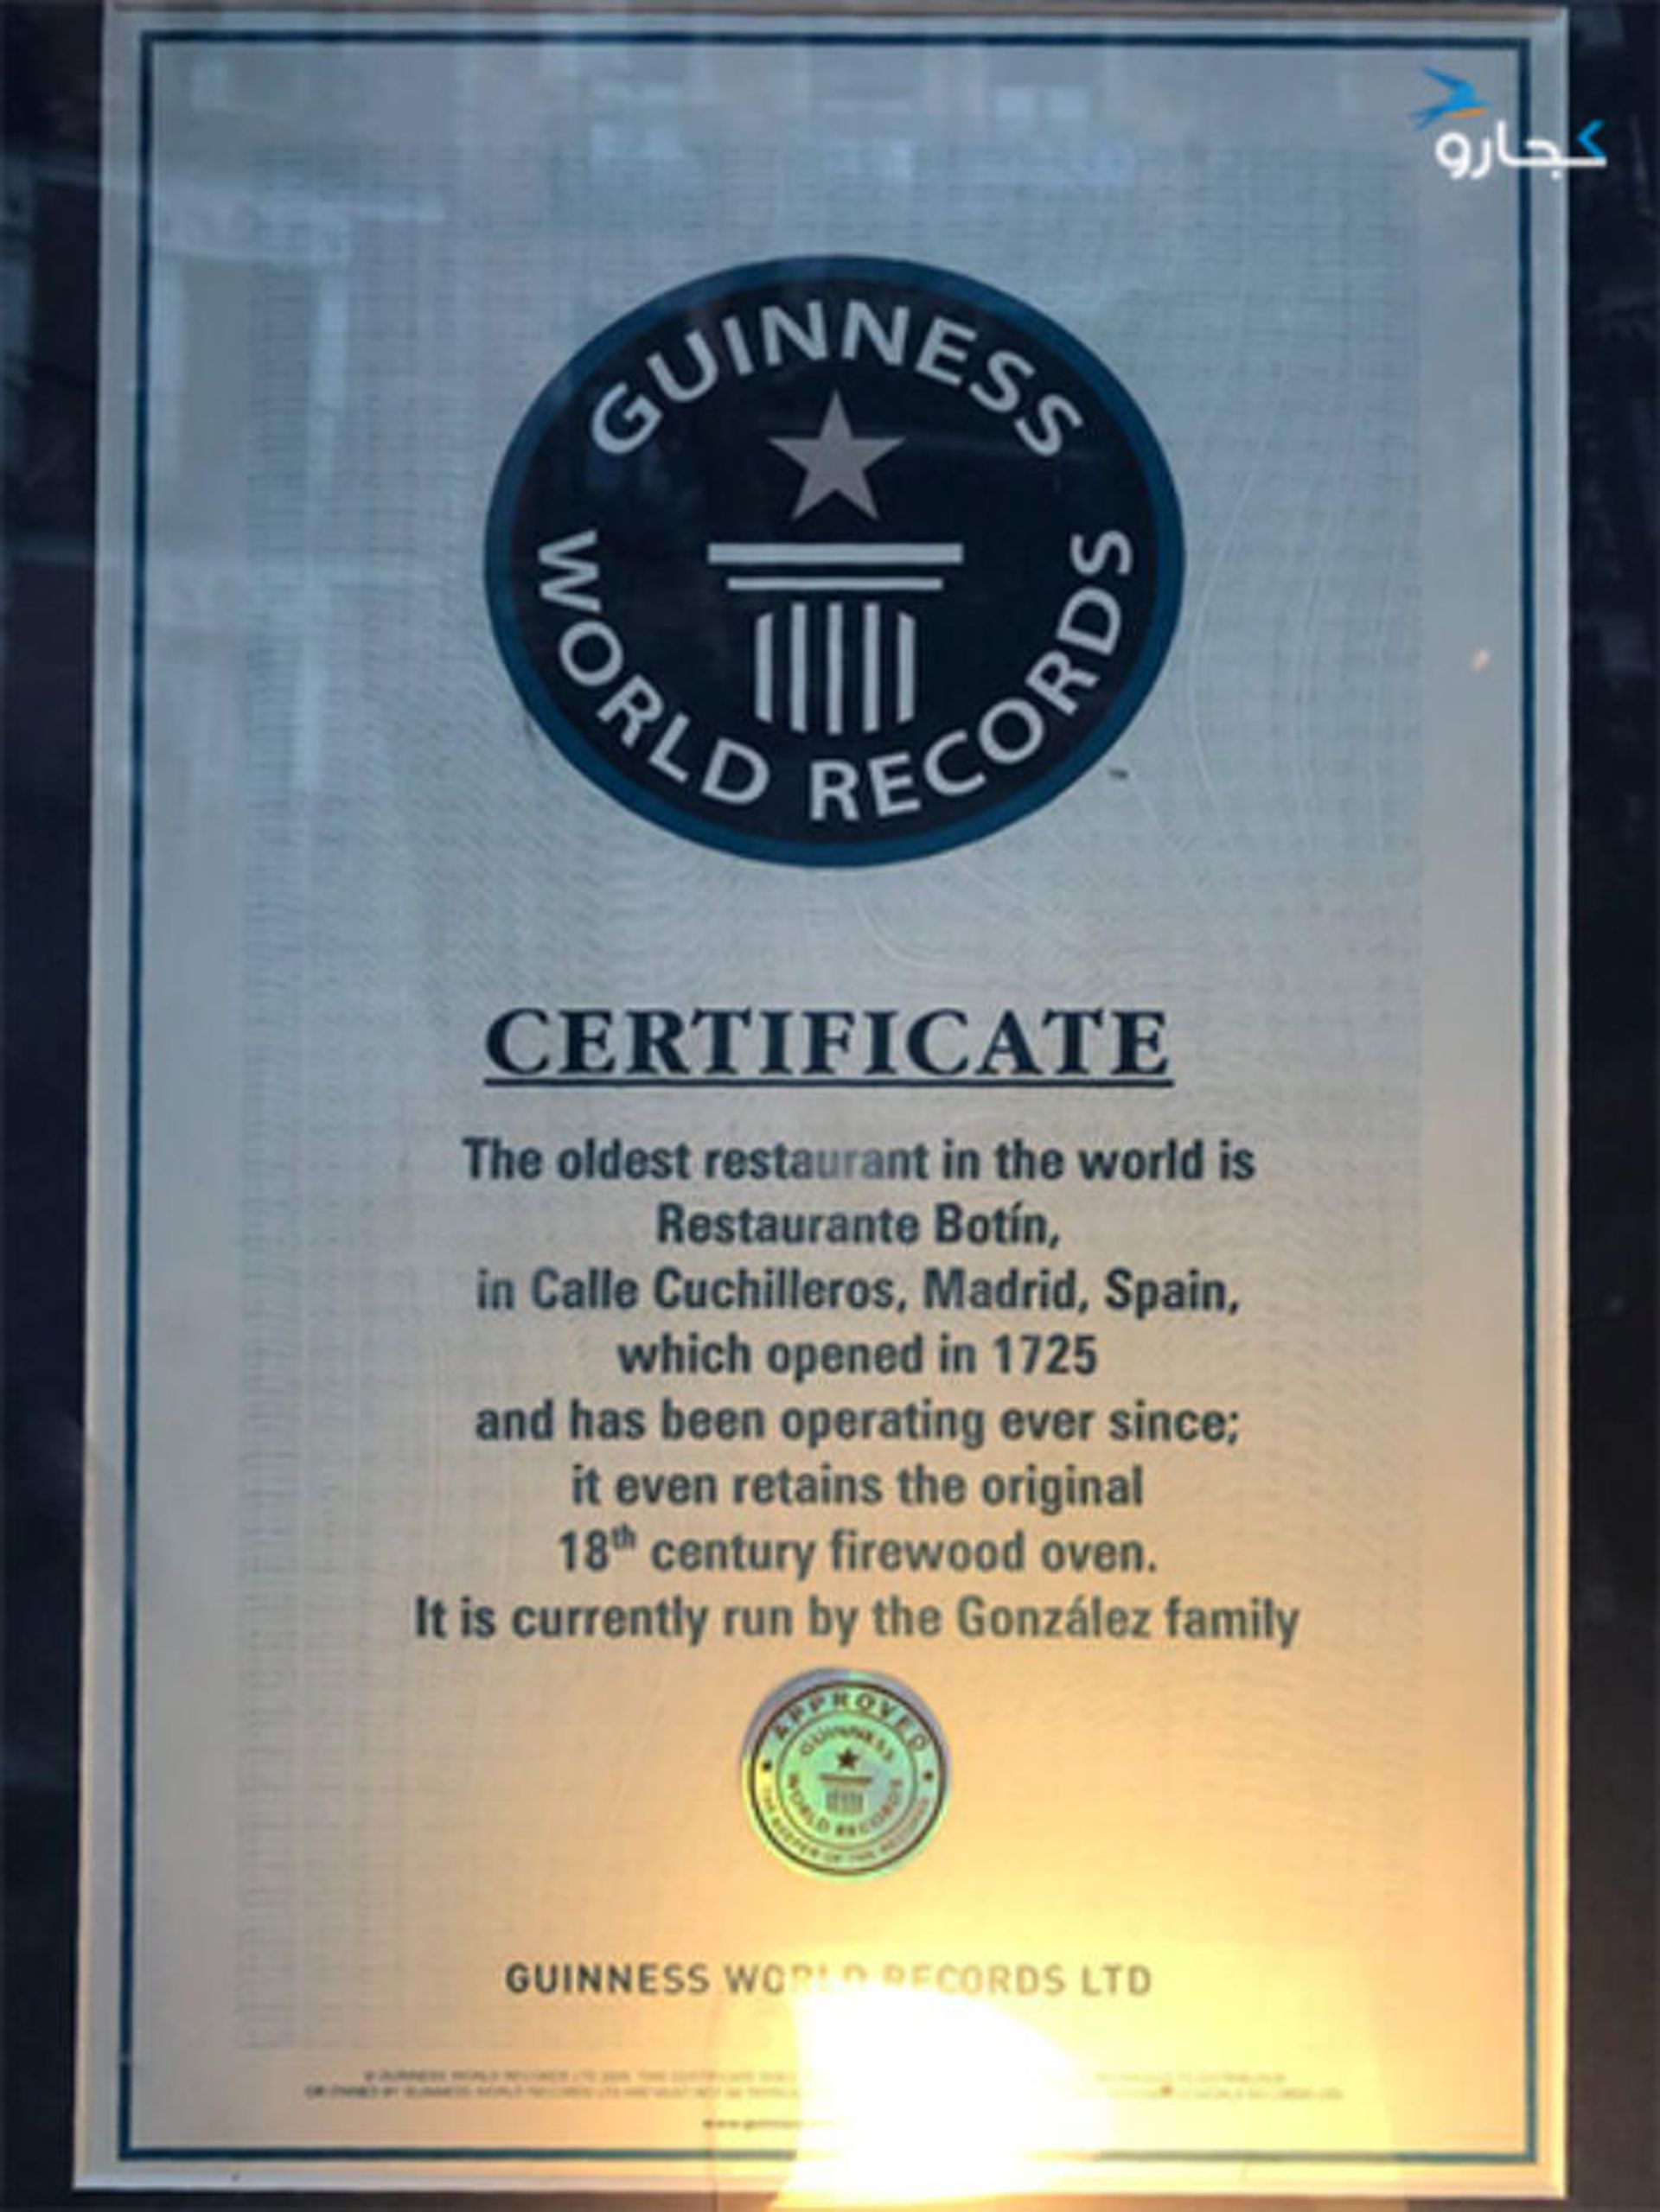 کجارو
GUINNESS
WORLD RECORDS
™
CERTIFICATE
The oldest restaurant in the world is
Restaurante Botín,
in Calle Cuchilleros, Madrid, Spain,
which opened in 1725
and has been operating ever since;
it even retains the original
18th century firewood oven.
It is currently run by the González family
APPROVED
GUINNESS
WORLD RECORDS
GUINNESS WORLD RECORDS LTD